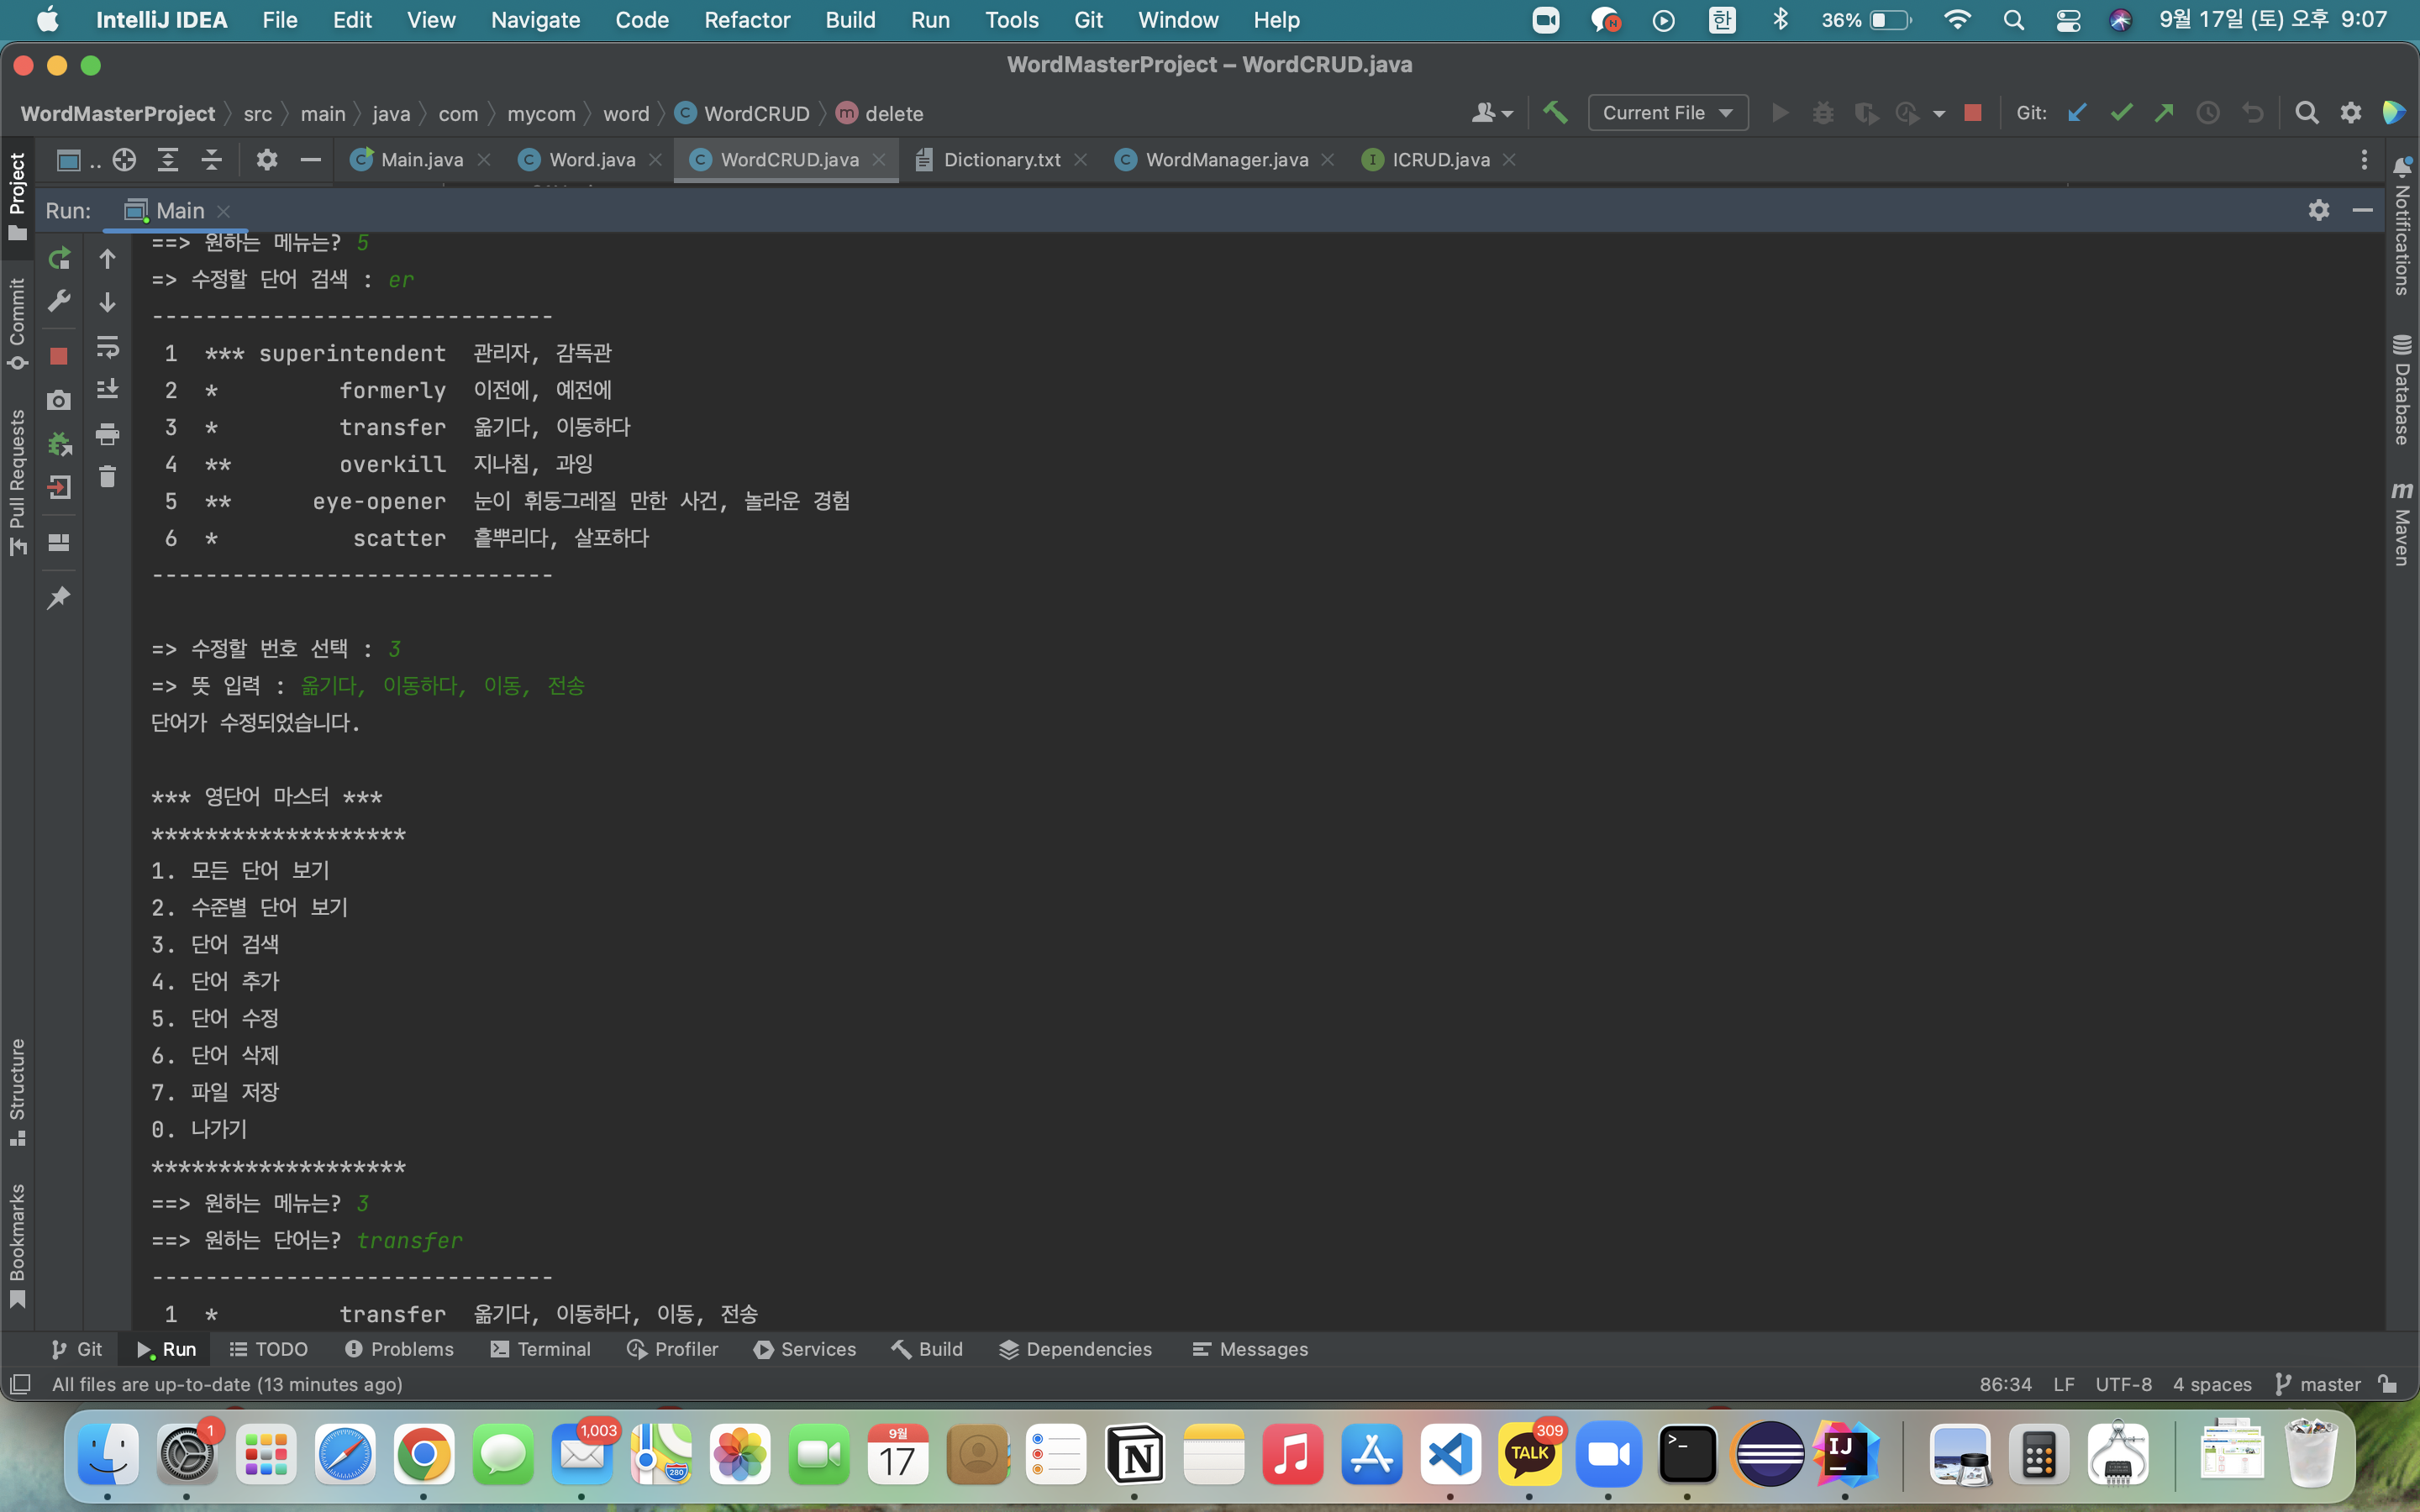 IntelliJ IDEA File Edit View Navigate Code Refactor Build Run Tools Git Window Help 한 36% 9월 17일 (토) 오후 9:07
WordMasterProject – WordCRUD.java
WordMasterProject src main java com mycom word C WordCRUD m delete Current File Git:
.. C Main.java C Word.java C WordCRUD.java Dictionary.txt C WordManager.java I ICRUD.java
Run: Main
Project
Commit
Pull Requests
Structure
Bookmarks
Notifications
Database
m Maven
==> 원하는 메뉴는? 5
=> 수정할 단어 검색 : er
------------------------------
1 *** superintendent 관리자, 감독관
2 * formerly 이전에, 예전에
3 * transfer 옮기다, 이동하다
4 ** overkill 지나침, 과잉
5 ** eye-opener 눈이 휘둥그레질 만한 사건, 놀라운 경험
6 * scatter 흩뿌리다, 살포하다
------------------------------
=> 수정할 번호 선택 : 3
=> 뜻 입력 : 옮기다, 이동하다, 이동, 전송
단어가 수정되었습니다.
*** 영단어 마스터 ***
*******************
1. 모든 단어 보기
2. 수준별 단어 보기
3. 단어 검색
4. 단어 추가
5. 단어 수정
6. 단어 삭제
7. 파일 저장
0. 나가기
*******************
==> 원하는 메뉴는? 3
==> 원하는 단어는? transfer
------------------------------
1 * transfer 옮기다, 이동하다, 이동, 전송
Git Run TODO Problems Terminal Profiler Services Build Dependencies Messages
All files are up-to-date (13 minutes ago) 86:34 LF UTF-8 4 spaces master
1 1,003 280 9월 17 N TALK 309 >_ IJ